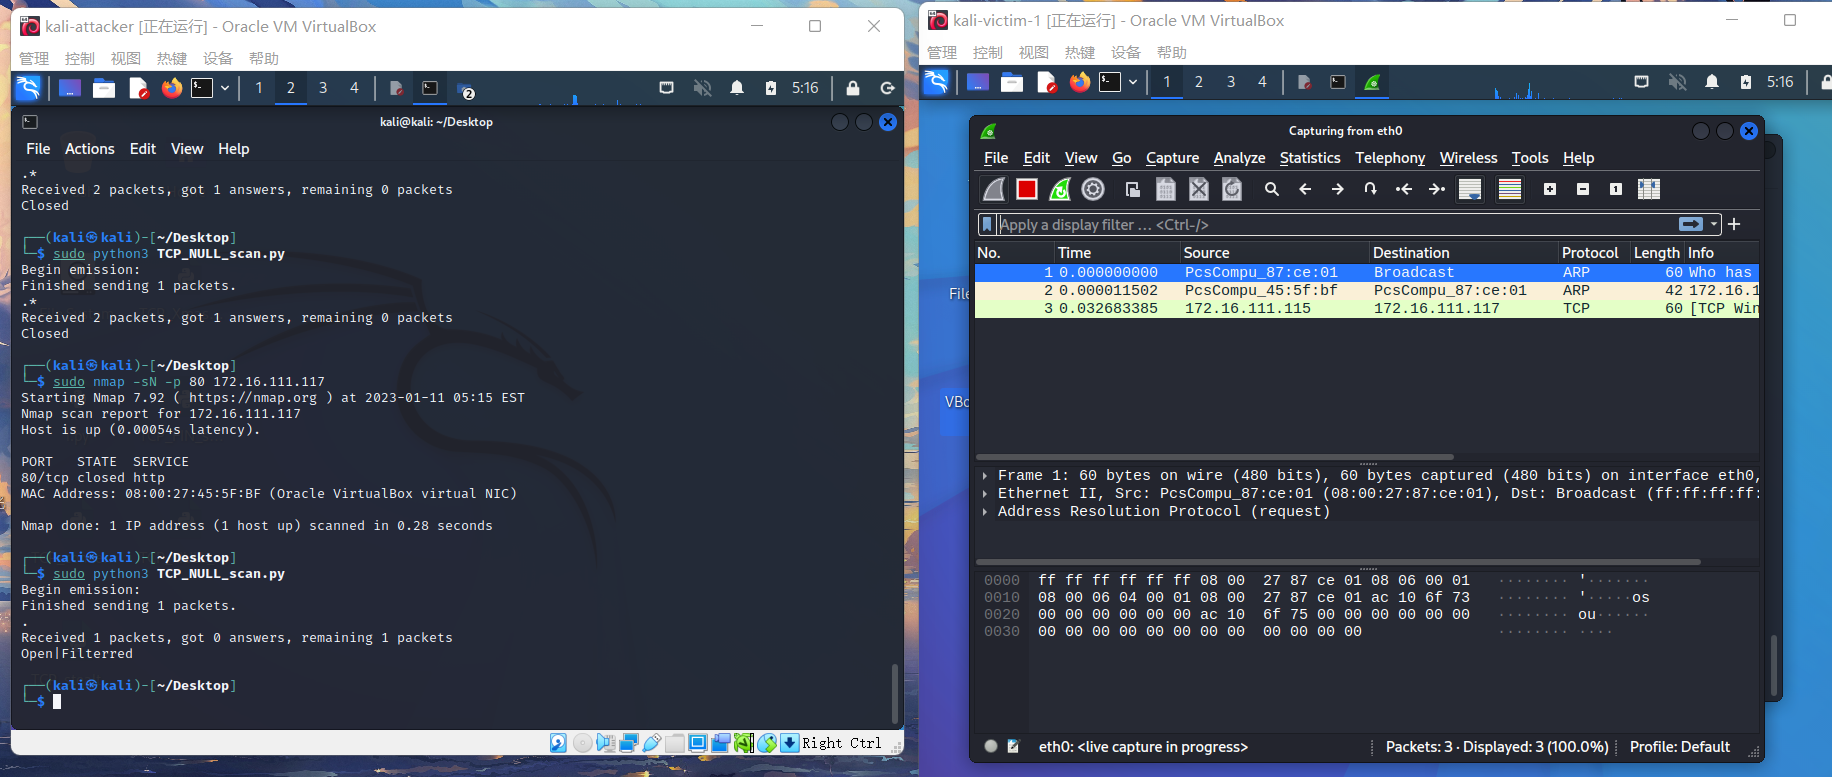 kali-attacker [正在运行] - Oracle VM VirtualBox
管理 控制 视图 热键 设备 帮助
1 2 3 4 2 5:16
kali@kali: ~/Desktop
File Actions Edit View Help
.*
Received 2 packets, got 1 answers, remaining 0 packets
Closed
┌──(kali㉿kali)-[~/Desktop]
└─$ sudo python3 TCP_NULL_scan.py
Begin emission:
Finished sending 1 packets.
.*
Received 2 packets, got 1 answers, remaining 0 packets
Closed
┌──(kali㉿kali)-[~/Desktop]
└─$ sudo nmap -sN -p 80 172.16.111.117
Starting Nmap 7.92 ( https://nmap.org ) at 2023-01-11 05:15 EST
Nmap scan report for 172.16.111.117
Host is up (0.00054s latency).
PORT   STATE  SERVICE
80/tcp closed http
MAC Address: 08:00:27:45:5F:BF (Oracle VirtualBox virtual NIC)
Nmap done: 1 IP address (1 host up) scanned in 0.28 seconds
┌──(kali㉿kali)-[~/Desktop]
└─$ sudo python3 TCP_NULL_scan.py
Begin emission:
Finished sending 1 packets.
.
Received 1 packets, got 0 answers, remaining 1 packets
Open|Filterred
┌──(kali㉿kali)-[~/Desktop]
└─$
Right Ctrl
kali-victim-1 [正在运行] - Oracle VM VirtualBox
管理 控制 视图 热键 设备 帮助
1 2 3 4 5:16
File
VBo
Capturing from eth0
File Edit View Go Capture Analyze Statistics Telephony Wireless Tools Help
Apply a display filter ... <Ctrl-/>
No. Time Source Destination Protocol Length Info
1 0.000000000 PcsCompu_87:ce:01 Broadcast ARP 60 Who has
2 0.000011502 PcsCompu_45:5f:bf PcsCompu_87:ce:01 ARP 42 172.16.1
3 0.032683385 172.16.111.115 172.16.111.117 TCP 60 [TCP Win
Frame 1: 60 bytes on wire (480 bits), 60 bytes captured (480 bits) on interface eth0,
Ethernet II, Src: PcsCompu_87:ce:01 (08:00:27:87:ce:01), Dst: Broadcast (ff:ff:ff:ff:
Address Resolution Protocol (request)
0000 ff ff ff ff ff ff 08 00 27 87 ce 01 08 06 00 01 ········ '·······
0010 08 00 06 04 00 01 08 00 27 87 ce 01 ac 10 6f 73 ········ '·····os
0020 00 00 00 00 00 00 ac 10 6f 75 00 00 00 00 00 00 ········ ou······
0030 00 00 00 00 00 00 00 00 00 00 00 00 ········ ····
eth0: <live capture in progress> Packets: 3 · Displayed: 3 (100.0%) Profile: Default